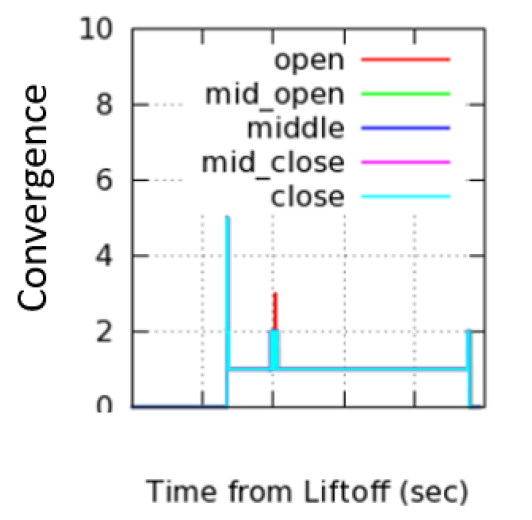 Convergence
10
8
6
4
2
0
open
mid_open
middle
mid_close
close
Time from Liftoff (sec)